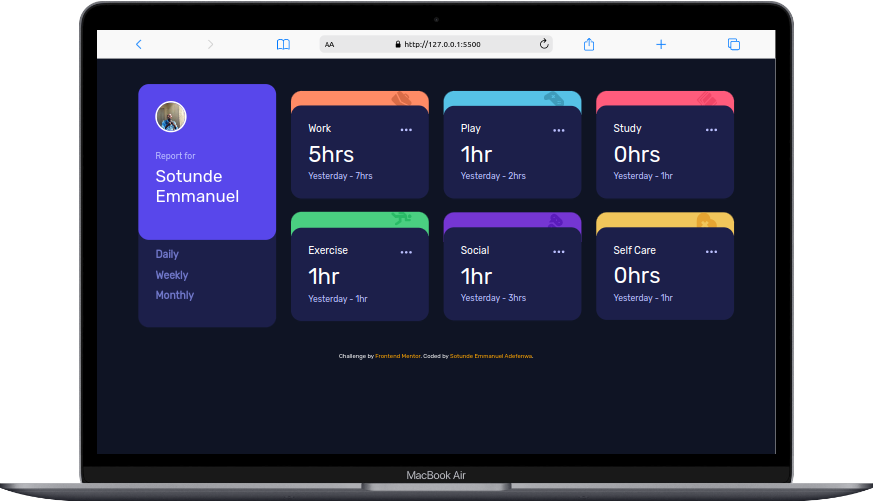 AA
http://127.0.0.1:5500
Report for
Sotunde
Emmanuel
Daily
Weekly
Monthly
Work
5hrs
Yesterday - 7hrs
Play
1hr
Yesterday - 2hrs
Study
0hrs
Yesterday - 1hr
Exercise
1hr
Yesterday - 1hr
Social
1hr
Yesterday - 3hrs
Self Care
0hrs
Yesterday - 1hr
Challenge by Frontend Mentor. Coded by Sotunde Emmanuel Adefenwa.
MacBook Air